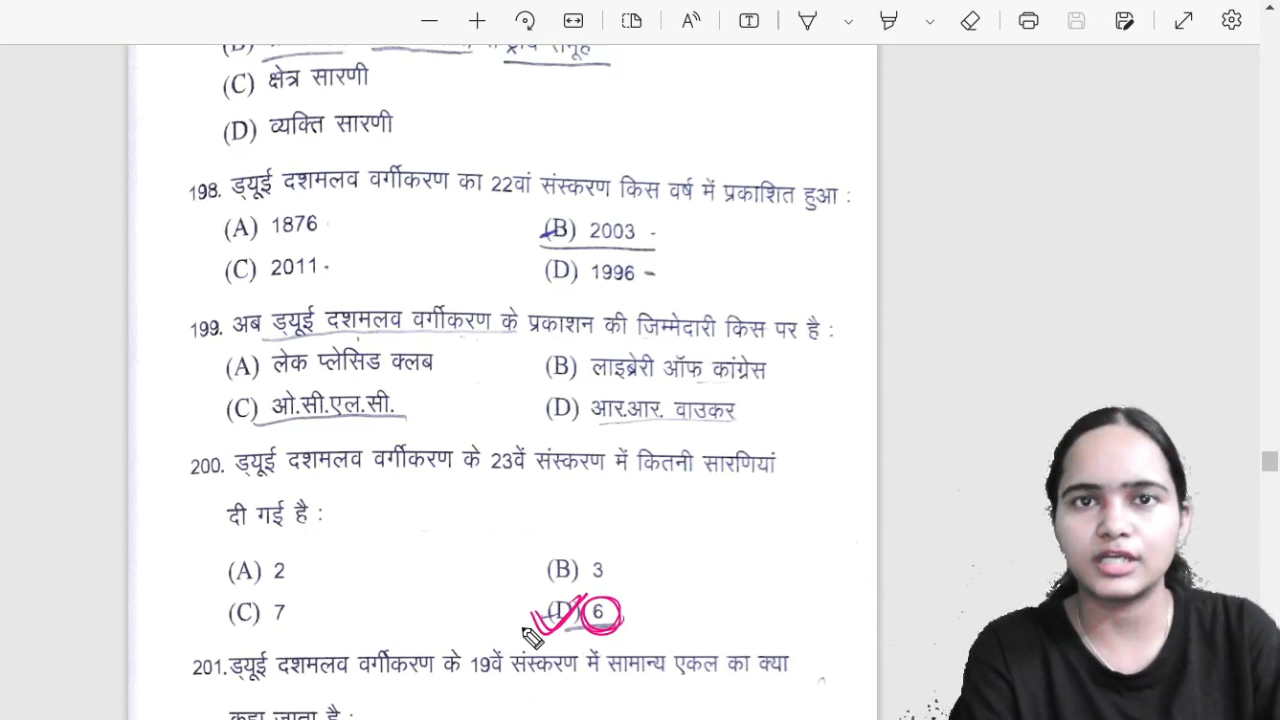 (C) क्षेत्र सारणी
(D) व्यक्ति सारणी
198. ड्यूई दशमलव वर्गीकरण का 22वां संस्करण किस वर्ष में प्रकाशित हुआ :
(A) 1876 (B) 2003
(C) 2011 (D) 1996
199. अब ड्यूई दशमलव वर्गीकरण के प्रकाशन की जिम्मेदारी किस पर है :
(A) लेक प्लेसिड क्लब (B) लाइब्रेरी ऑफ कांग्रेस
(C) ओ.सी.एल.सी. (D) आर.आर. वाउकर
200. ड्यूई दशमलव वर्गीकरण के 23वें संस्करण में कितनी सारणियां
दी गई है :
(A) 2 (B) 3
(C) 7 (D) 6
201. ड्यूई दशमलव वर्गीकरण के 19वें संस्करण में सामान्य एकल का क्या